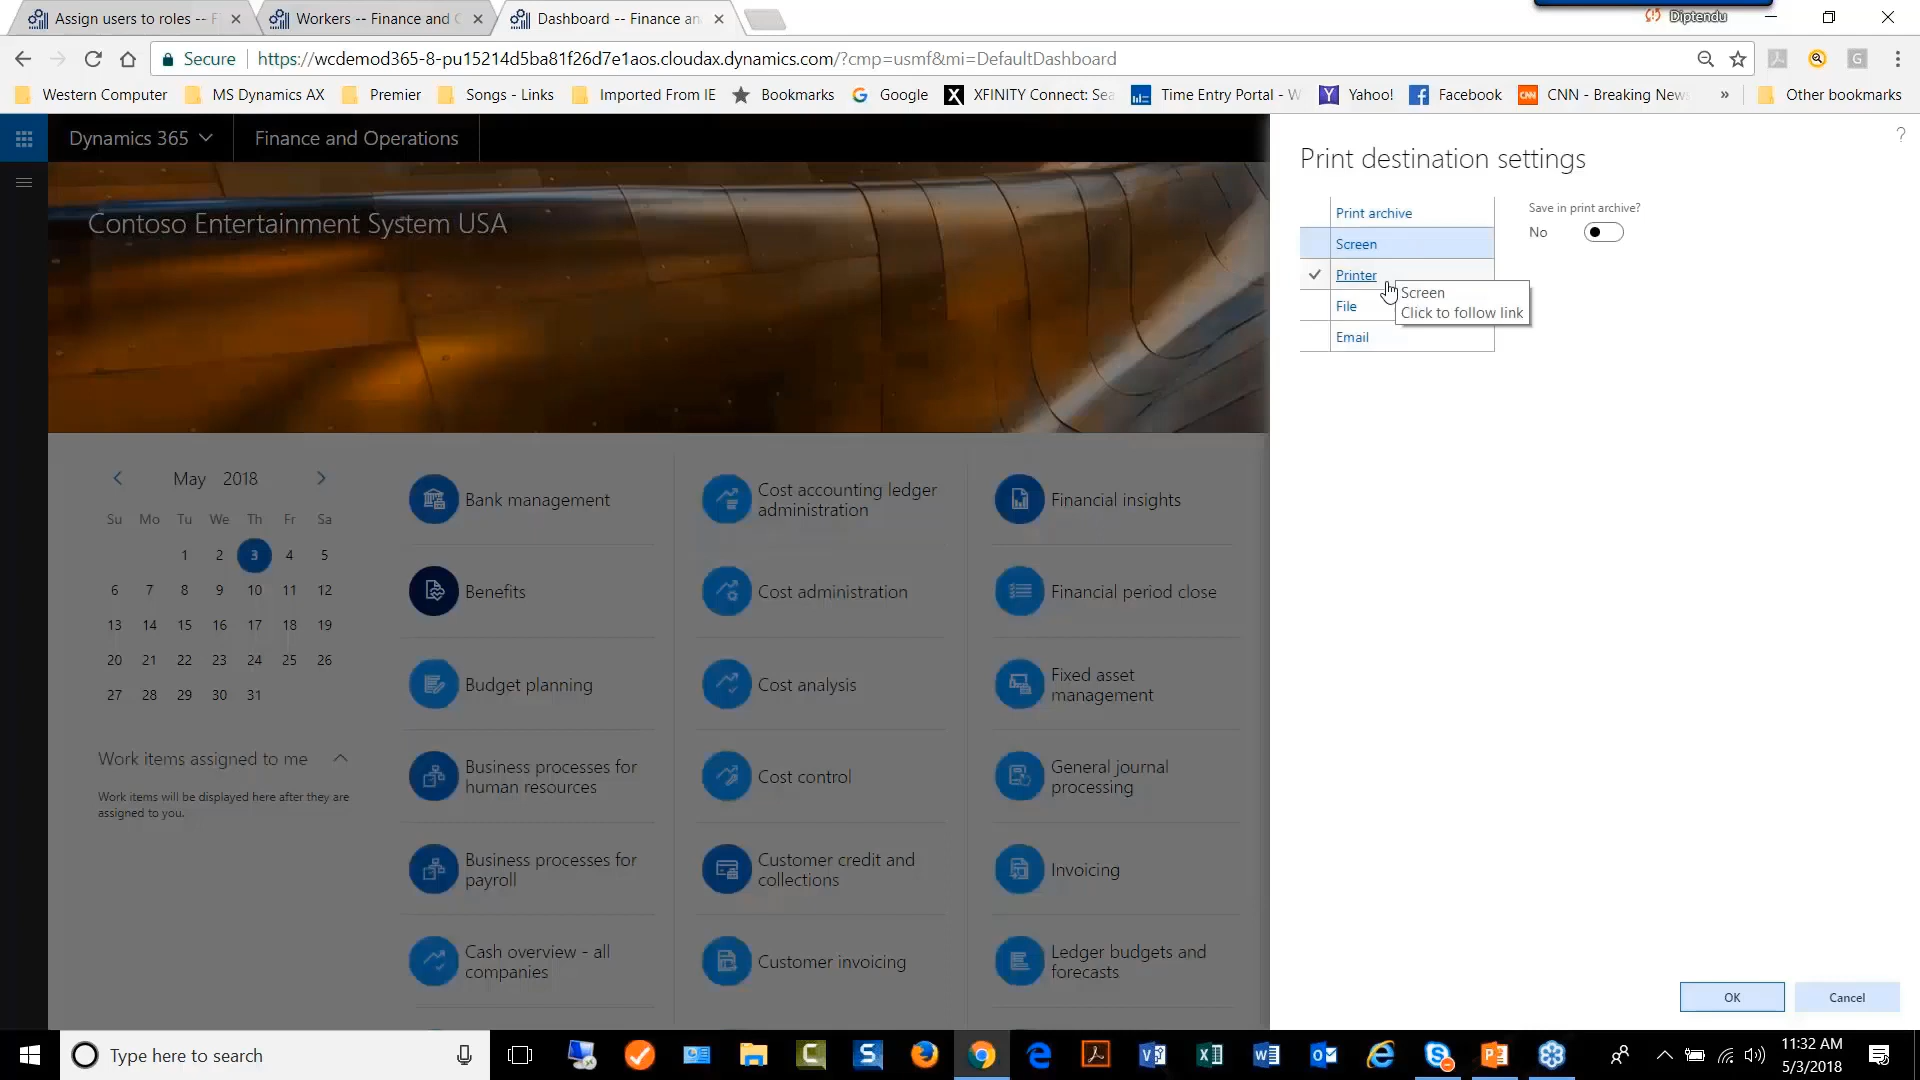 Assign users to roles -- F
Workers -- Finance and
Dashboard -- Finance an
Diptendu
Secure
https://wcdemod365-8-pu15214d5ba81f26d7e1aos.cloudax.dynamics.com/?cmp=usmf&mi=DefaultDashboard
Western Computer
MS Dynamics AX
Premier
Songs - Links
Imported From IE
Bookmarks
Google
XFINITY Connect: Sea
Time Entry Portal - W
Yahoo!
Facebook
CNN - Breaking New
»
Other bookmarks
Dynamics 365
Finance and Operations
Contoso Entertainment System USA
?
Print destination settings
Print archive
Screen
Printer
File
Email
Save in print archive?
No
Screen
Click to follow link
May 2018
Su Mo Tu We Th Fr Sa
1 2 3 4 5
6 7 8 9 10 11 12
13 14 15 16 17 18 19
20 21 22 23 24 25 26
27 28 29 30 31
Work items assigned to me
Work items will be displayed here after they are
assigned to you.
Bank management
Benefits
Budget planning
Business processes for
human resources
Business processes for
payroll
Cash overview - all
companies
Cost accounting ledger
administration
Cost administration
Cost analysis
Cost control
Customer credit and
collections
Customer invoicing
Financial insights
Financial period close
Fixed asset
management
General journal
processing
Invoicing
Ledger budgets and
forecasts
OK
Cancel
Type here to search
11:32 AM
5/3/2018